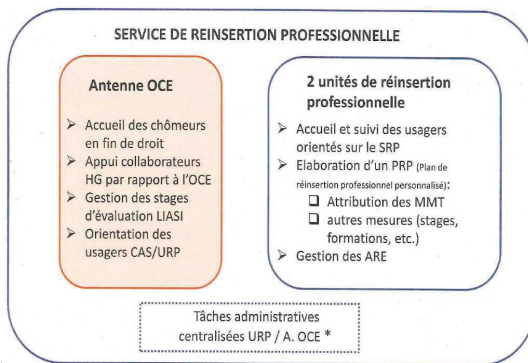 SERVICE DE REINSERTION PROFESSIONNELLE
Antenne OCE
➢ Accueil des chômeurs
en fin de droit
➢ Appui collaborateurs
HG par rapport à l'OCE
➢ Gestion des stages
d'évaluation LIASI
➢ Orientation des
usagers CAS/URP
2 unités de réinsertion
professionnelle
➢ Accueil et suivi des usagers
orientés sur le SRP
➢ Elaboration d'un PRP (Plan de
réinsertion professionnel personnalisé):
❑ Attribution des MMT
❑ autres mesures (stages,
formations, etc.)
➢ Gestion des ARE
Tâches administratives
centralisées URP / A. OCE *